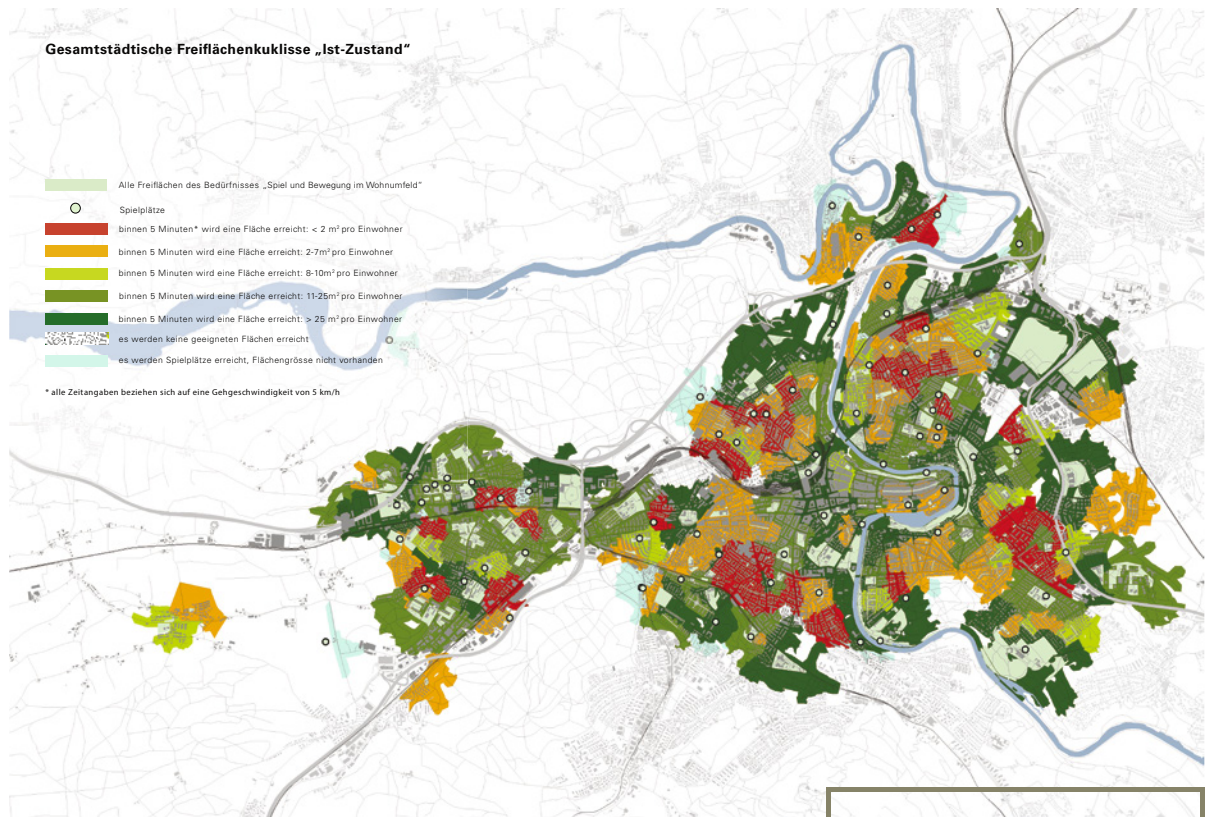 Gesamtstädtische Freiflächenkuklisse „Ist-Zustand“
Alle Freiflächen des Bedürfnisses „Spiel und Bewegung im Wohnumfeld“
Spielplätze
binnen 5 Minuten* wird eine Fläche erreicht: < 2 m² pro Einwohner
binnen 5 Minuten wird eine Fläche erreicht: 2-7m² pro Einwohner
binnen 5 Minuten wird eine Fläche erreicht: 8-10m² pro Einwohner
binnen 5 Minuten wird eine Fläche erreicht: 11-25m² pro Einwohner
binnen 5 Minuten wird eine Fläche erreicht: > 25 m² pro Einwohner
es werden keine geeigneten Flächen erreicht
es werden Spielplätze erreicht, Flächengrösse nicht vorhanden
* alle Zeitangaben beziehen sich auf eine Gehgeschwindigkeit von 5 km/h